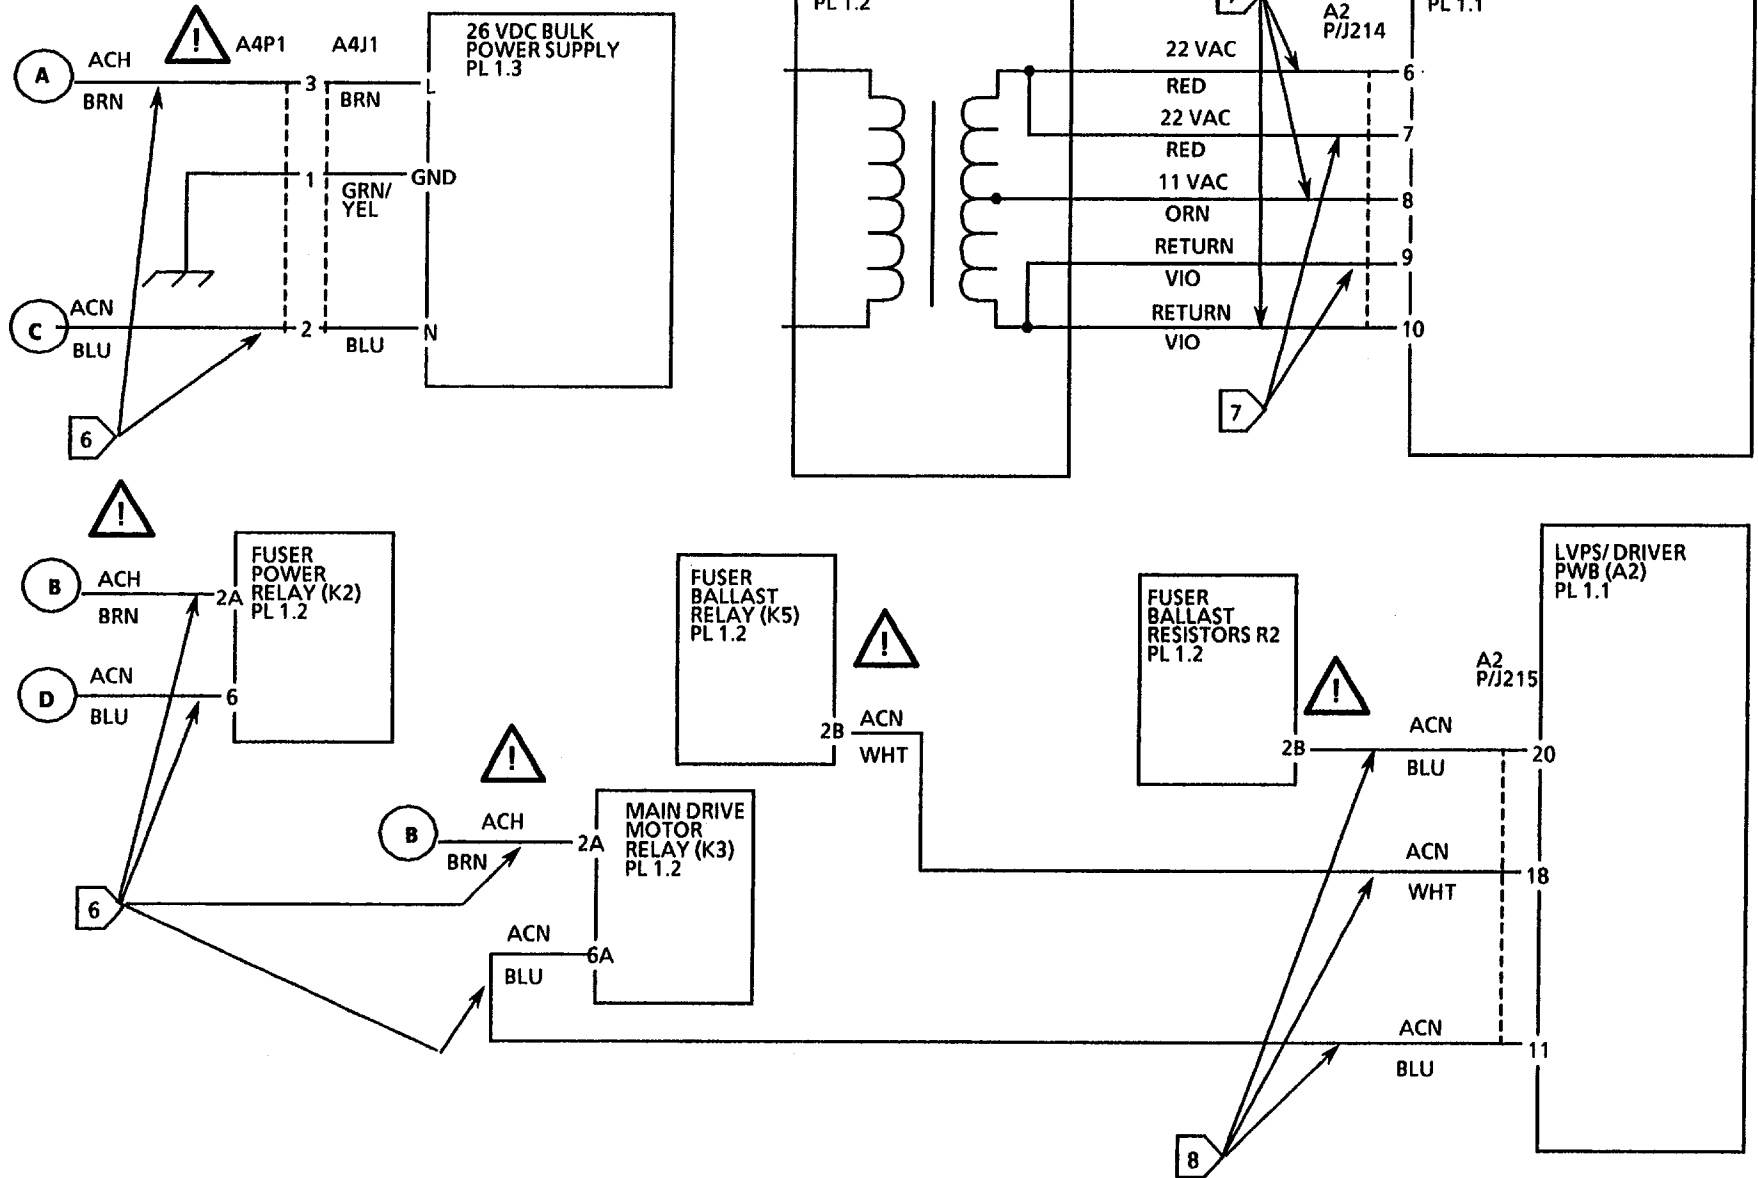 A
ACH
BRN
!
A4P1
A4J1
3
BRN
L
26 VDC BULK
POWER SUPPLY
PL 1.3
1
GRN/
YEL
GND
C
ACN
BLU
2
BLU
N
6
PL 1.2
A2
P/J214
PL 1.1
22 VAC
RED
6
22 VAC
RED
7
11 VAC
ORN
8
RETURN
VIO
9
RETURN
VIO
10
7
!
B
ACH
BRN
2A
FUSER
POWER
RELAY (K2)
PL 1.2
D
ACN
BLU
6
6
!
B
ACH
BRN
2A
MAIN DRIVE
MOTOR
RELAY (K3)
PL 1.2
ACN
BLU
6A
FUSER
BALLAST
RELAY (K5)
PL 1.2
!
2B
ACN
WHT
FUSER
BALLAST
RESISTORS R2
PL 1.2
!
2B
ACN
BLU
A2
P/J215
20
LVPS/ DRIVER
PWB (A2)
PL 1.1
ACN
WHT
18
ACN
BLU
11
8